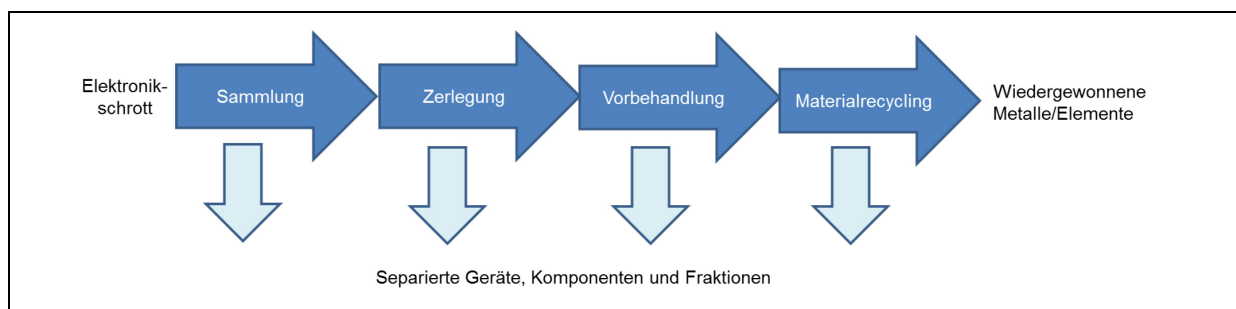 Elektronik-
schrott
Sammlung
Zerlegung
Vorbehandlung
Materialrecycling
Wiedergewonnene
Metalle/Elemente
Separierte Geräte, Komponenten und Fraktionen